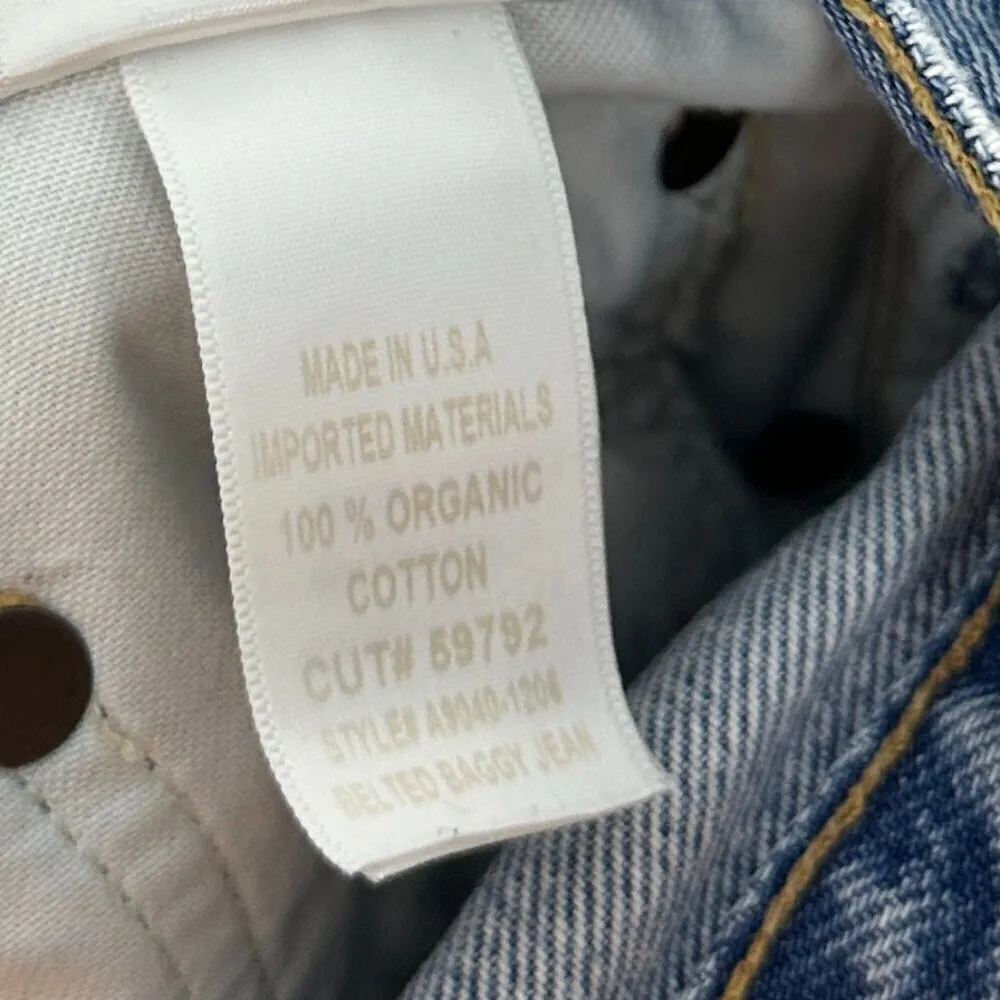 MADE IN U.S.A
IMPORTED MATERIALS
100 % ORGANIC
COTTON
CUT# 59792
STYLE# A9040-1206
BELTED BAGGY JEAN